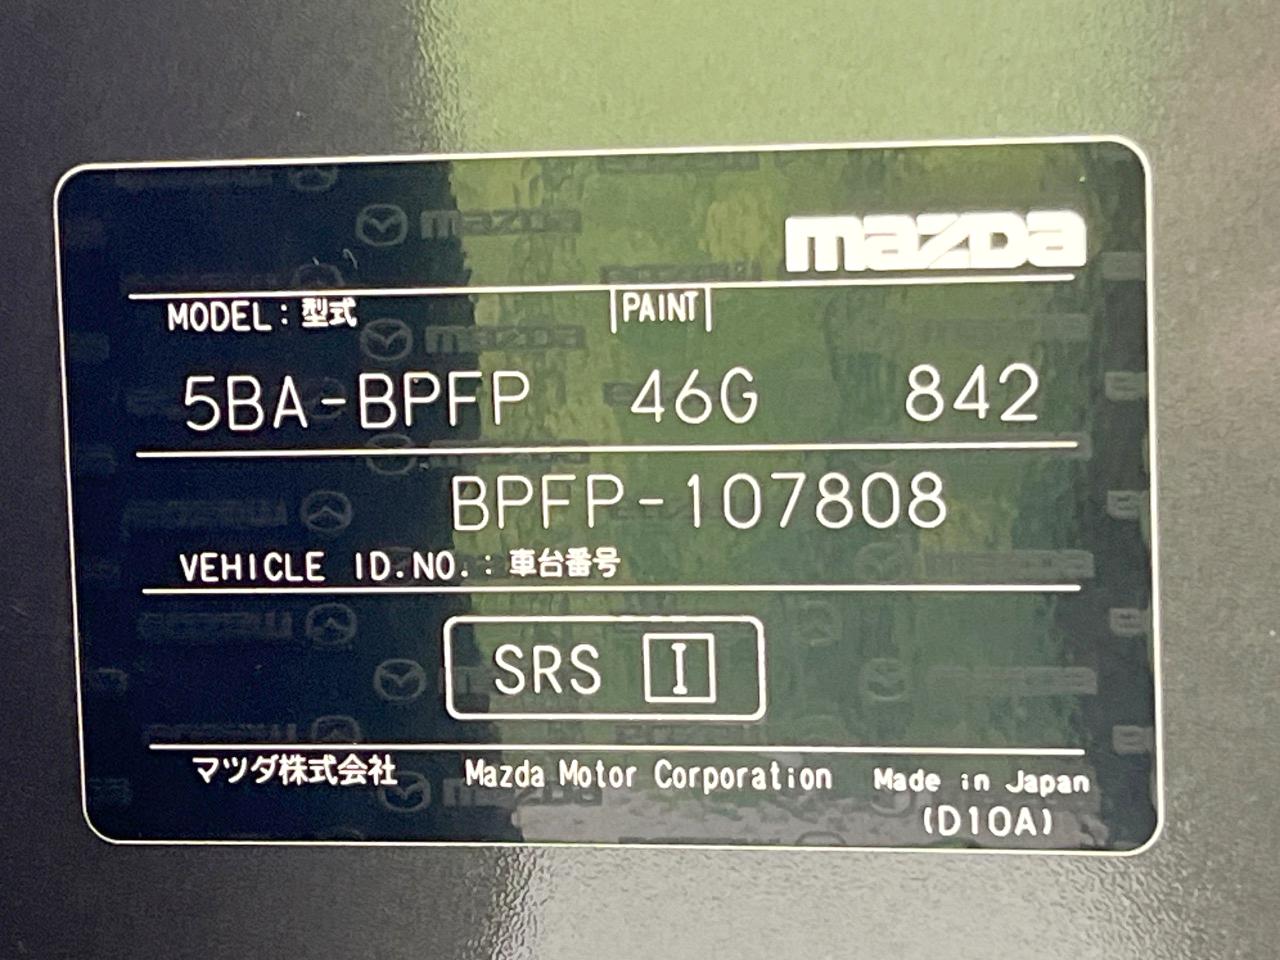 mazda
MODEL : 型式 PAINT
5BA-BPFP 46G 842
BPFP-107808
VEHICLE ID.NO. : 車台番号
SRS I
マツダ株式会社 Mazda Motor Corporation Made in Japan
(D10A)